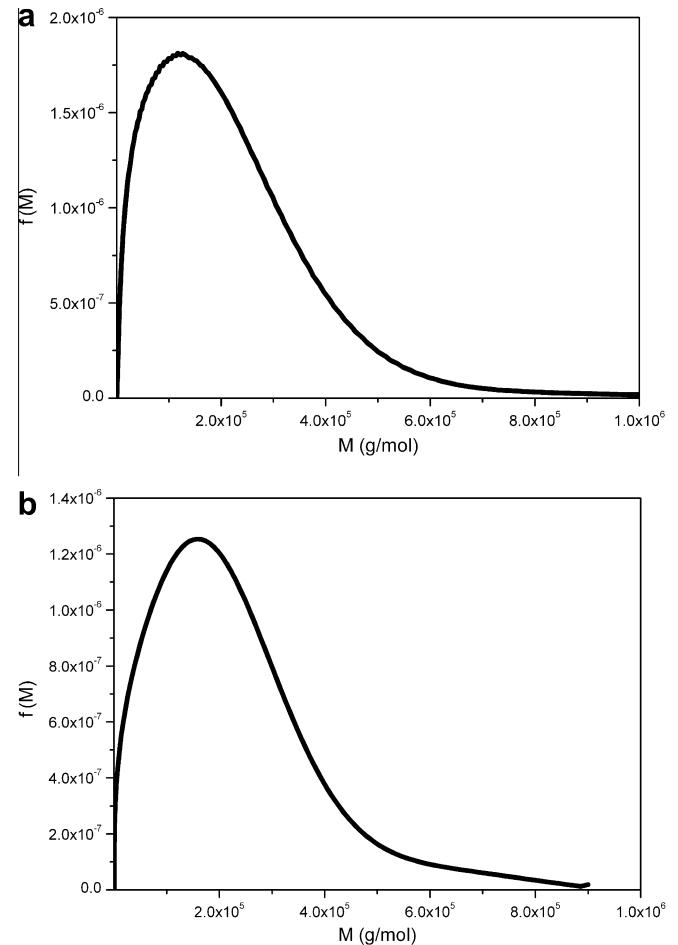 a
2.0x10⁻⁶
1.5x10⁻⁶
1.0x10⁻⁶
5.0x10⁻⁷
0.0
f (M)
2.0x10⁵ 4.0x10⁵ 6.0x10⁵ 8.0x10⁵ 1.0x10⁶
M (g/mol)
b
1.4x10⁻⁶
1.2x10⁻⁶
1.0x10⁻⁶
8.0x10⁻⁷
6.0x10⁻⁷
4.0x10⁻⁷
2.0x10⁻⁷
0.0
f (M)
2.0x10⁵ 4.0x10⁵ 6.0x10⁵ 8.0x10⁵ 1.0x10⁶
M (g/mol)